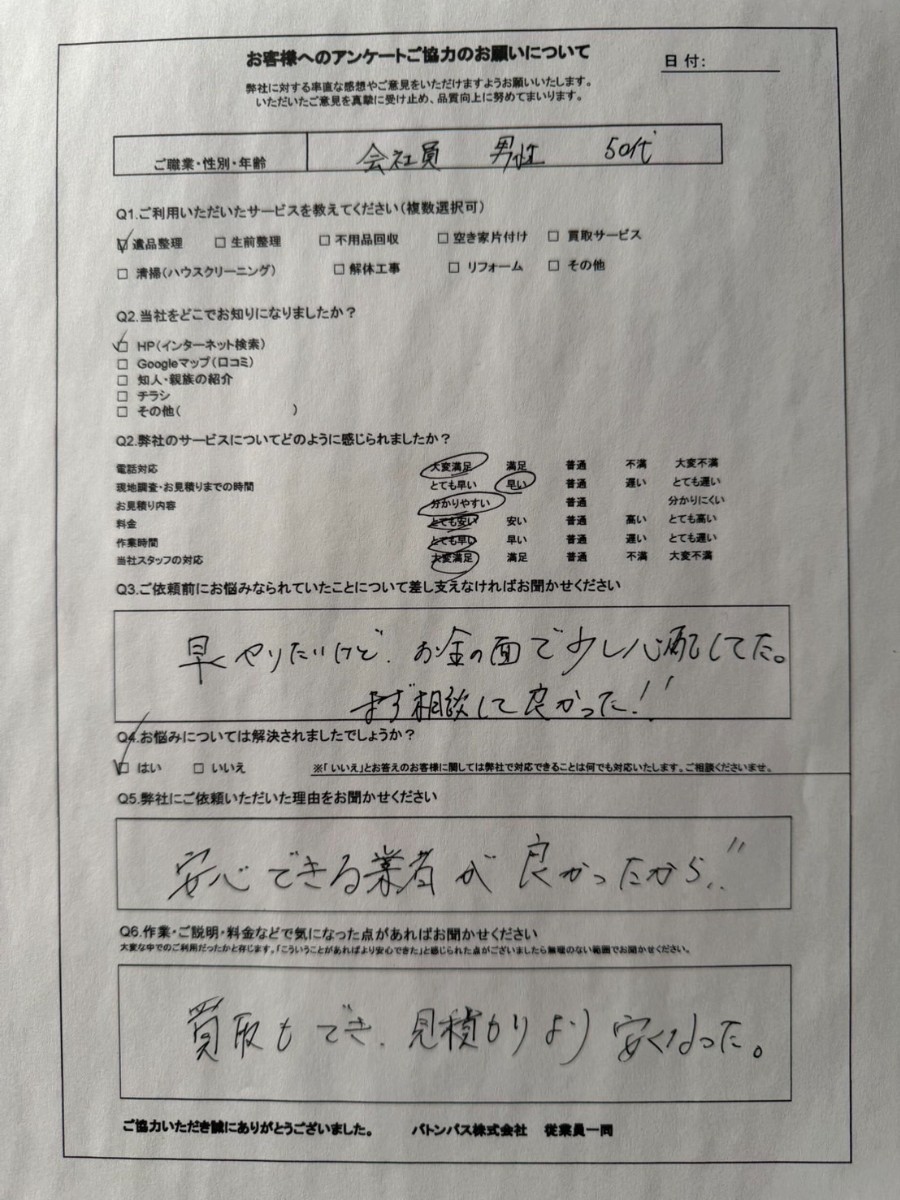 お客様へのアンケートご協力のお願いについて
日付:
弊社に対する率直な感想やご意見をいただけますようお願いいたします。
いただいたご意見を真摯に受け止め、品質向上に努めてまいります。
ご職業・性別・年齢 会社員 男性 50代
Q1.ご利用いただいたサービスを教えてください(複数選択可)
☑ 遺品整理 □ 生前整理 □ 不用品回収 □ 空き家片付け □ 買取サービス
□ 清掃(ハウスクリーニング) □ 解体工事 □ リフォーム □ その他
Q2.当社をどこでお知りになりましたか?
☑ HP(インターネット検索)
□ Googleマップ(口コミ)
□ 知人・親族の紹介
□ チラシ
□ その他( )
Q2.弊社のサービスについてどのように感じられましたか?
電話対応 大変満足 満足 普通 不満 大変不満
現地調査・お見積りまでの時間 とても早い 早い 普通 遅い とても遅い
お見積り内容 分かりやすい 普通 分かりにくい
料金 とても安い 安い 普通 高い とても高い
作業時間 とても早い 早い 普通 遅い とても遅い
当社スタッフの対応 大変満足 満足 普通 不満 大変不満
Q3.ご依頼前にお悩みなられていたことについて差し支えなければお聞かせください
早くやりたいけど、お金の面で少し心配してた。
まず相談して良かった!!
Q4.お悩みについては解決されましたでしょうか?
☑ はい □ いいえ ※「いいえ」とお答えのお客様に関しては弊社で対応できることは何でも対応いたします。ご相談くださいませ。
Q5.弊社にご依頼いただいた理由をお聞かせください
安心できる業者が良かったから!!
Q6.作業・ご説明・料金などで気になった点があればお聞かせください
大変な中でのご利用だったかと存じます。「こういうことがあればより安心できた」と感じられた点がございましたら無理のない範囲でお聞かせください。
買取もでき、見積もりより安くなった。
ご協力いただき誠にありがとうございました。 バトンパス株式会社 従業員一同